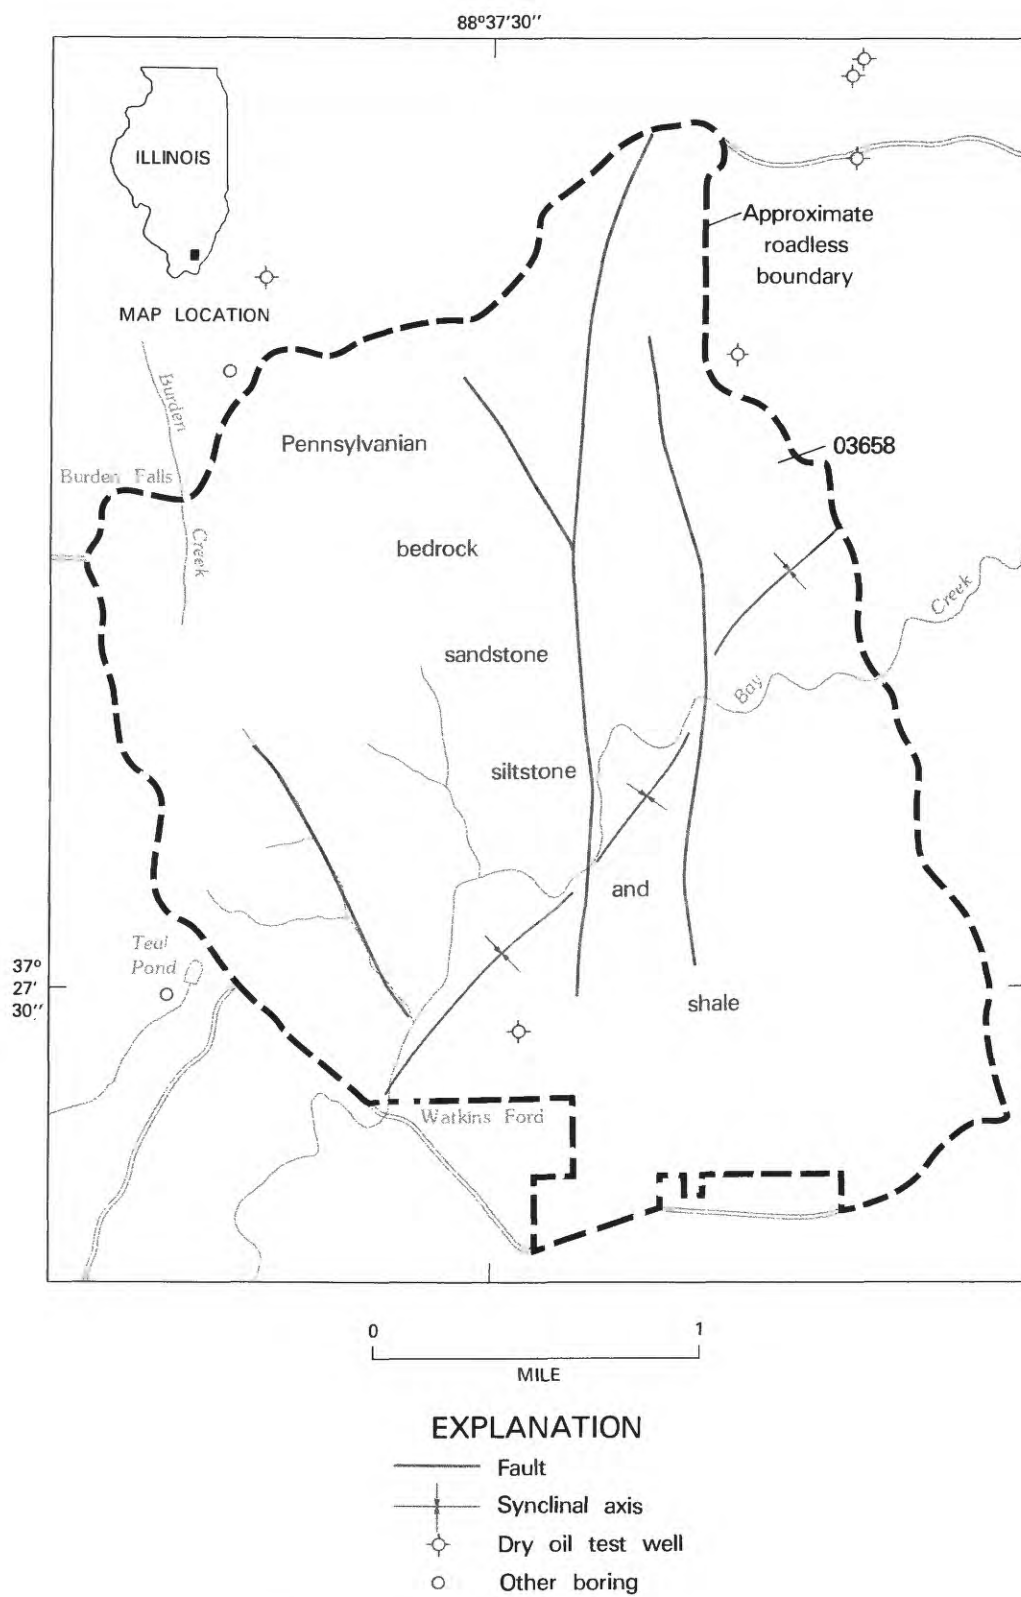 88°37'30''
ILLINOIS
MAP LOCATION
Approximate
roadless
boundary
Burden
Pennsylvanian
03658
Burden Falls
Creek
bedrock
Creek
sandstone
Bay
siltstone
and
Teal
Pond
37°
27'
30''
shale
Watkins Ford
0 1
MILE
EXPLANATION
Fault
Synclinal axis
Dry oil test well
Other boring